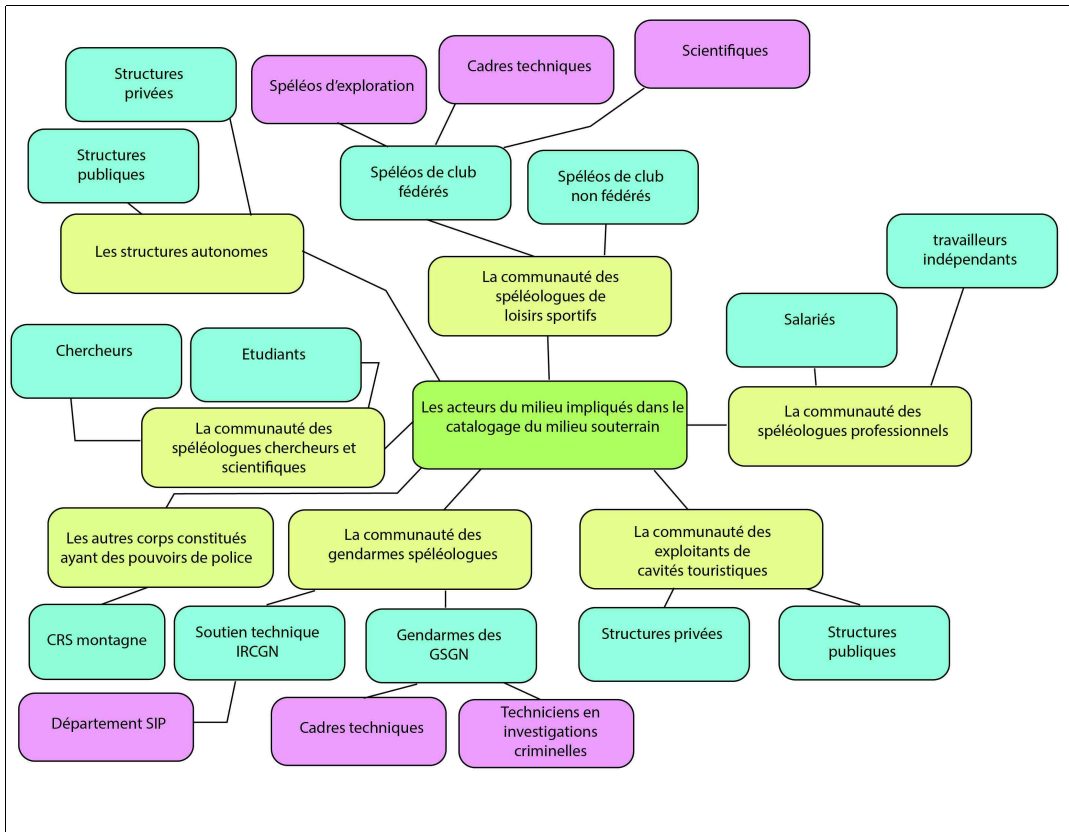 Structures
privées
Spéléos d'exploration
Cadres techniques
Scientifiques
Structures
publiques
Spéléos de club
fédérés
Spéléos de club
non fédérés
Les structures autonomes
La communauté des
spéléologues de
loisirs sportifs
travailleurs
indépendants
Salariés
Chercheurs
Etudiants
Les acteurs du milieu impliqués dans le
catalogage du milieu souterrain
La communauté des
spéléologues professionnels
La communauté des
spéléologues chercheurs et
scientifiques
Les autres corps constitués
ayant des pouvoirs de police
La communauté des
gendarmes spéléologues
La communauté des
exploitants de
cavités touristiques
CRS montagne
Soutien technique
IRCGN
Gendarmes des
GSGN
Structures privées
Structures
publiques
Département SIP
Cadres techniques
Techniciens en
investigations
criminelles